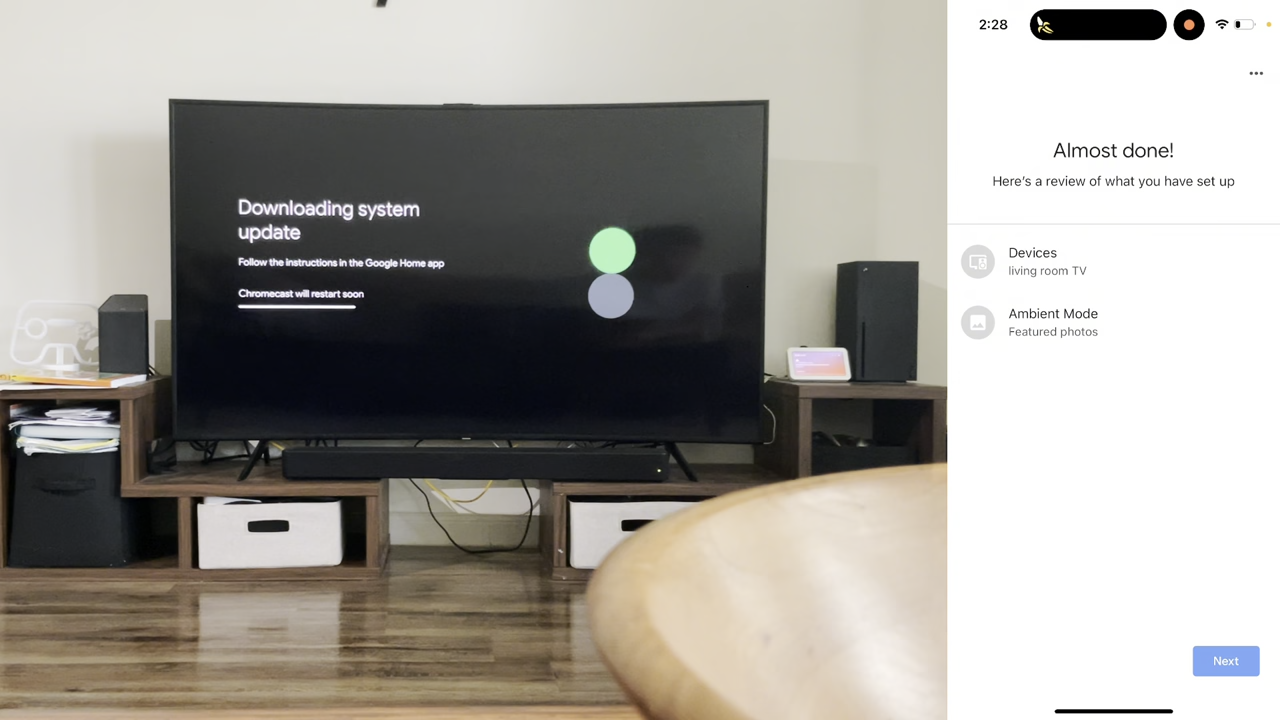 Downloading system
update
Follow the instructions in the Google Home app
Chromecast will restart soon
2:28
Almost done!
Here's a review of what you have set up
Devices
living room TV
Ambient Mode
Featured photos
Next